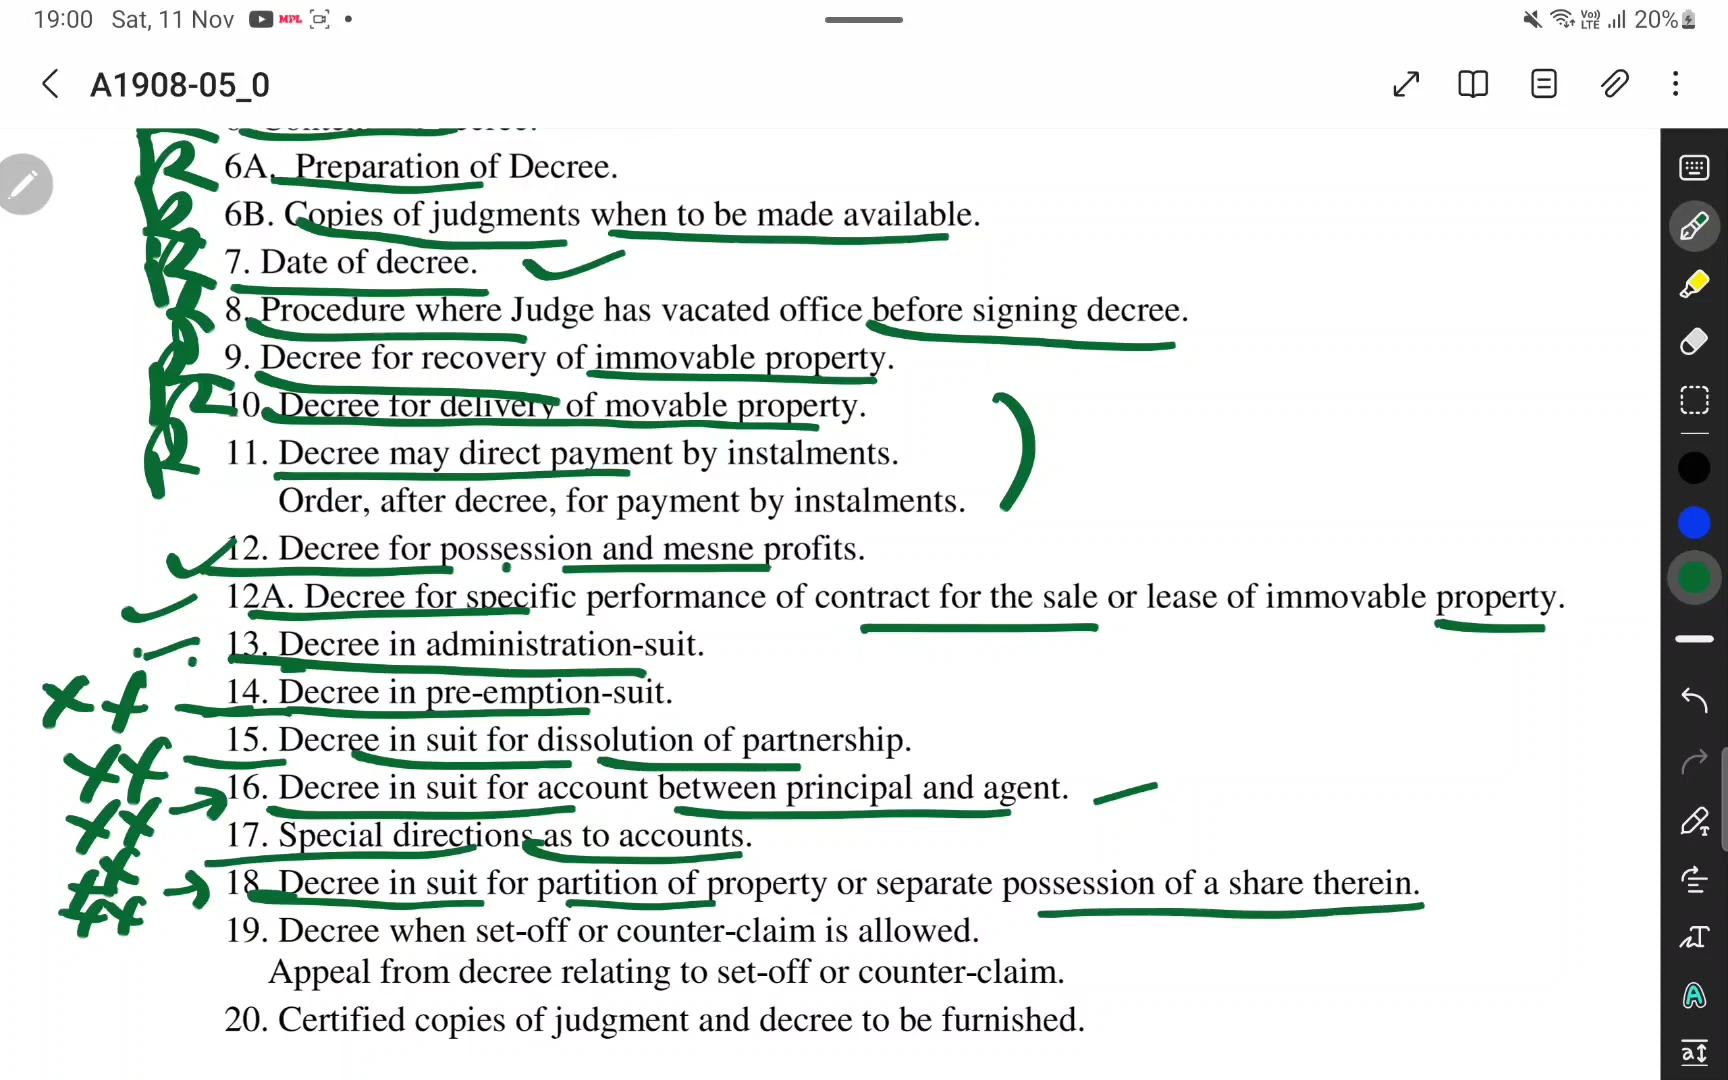 19:00 Sat, 11 Nov MPL
Vo)) LTE 20%
A1908-05_0
6A. Preparation of Decree.
6B. Copies of judgments when to be made available.
7. Date of decree.
8. Procedure where Judge has vacated office before signing decree.
9. Decree for recovery of immovable property.
10. Decree for delivery of movable property.
11. Decree may direct payment by instalments.
Order, after decree, for payment by instalments.
12. Decree for possession and mesne profits.
12A. Decree for specific performance of contract for the sale or lease of immovable property.
13. Decree in administration-suit.
14. Decree in pre-emption-suit.
15. Decree in suit for dissolution of partnership.
16. Decree in suit for account between principal and agent.
17. Special directions as to accounts.
18. Decree in suit for partition of property or separate possession of a share therein.
19. Decree when set-off or counter-claim is allowed.
Appeal from decree relating to set-off or counter-claim.
20. Certified copies of judgment and decree to be furnished.